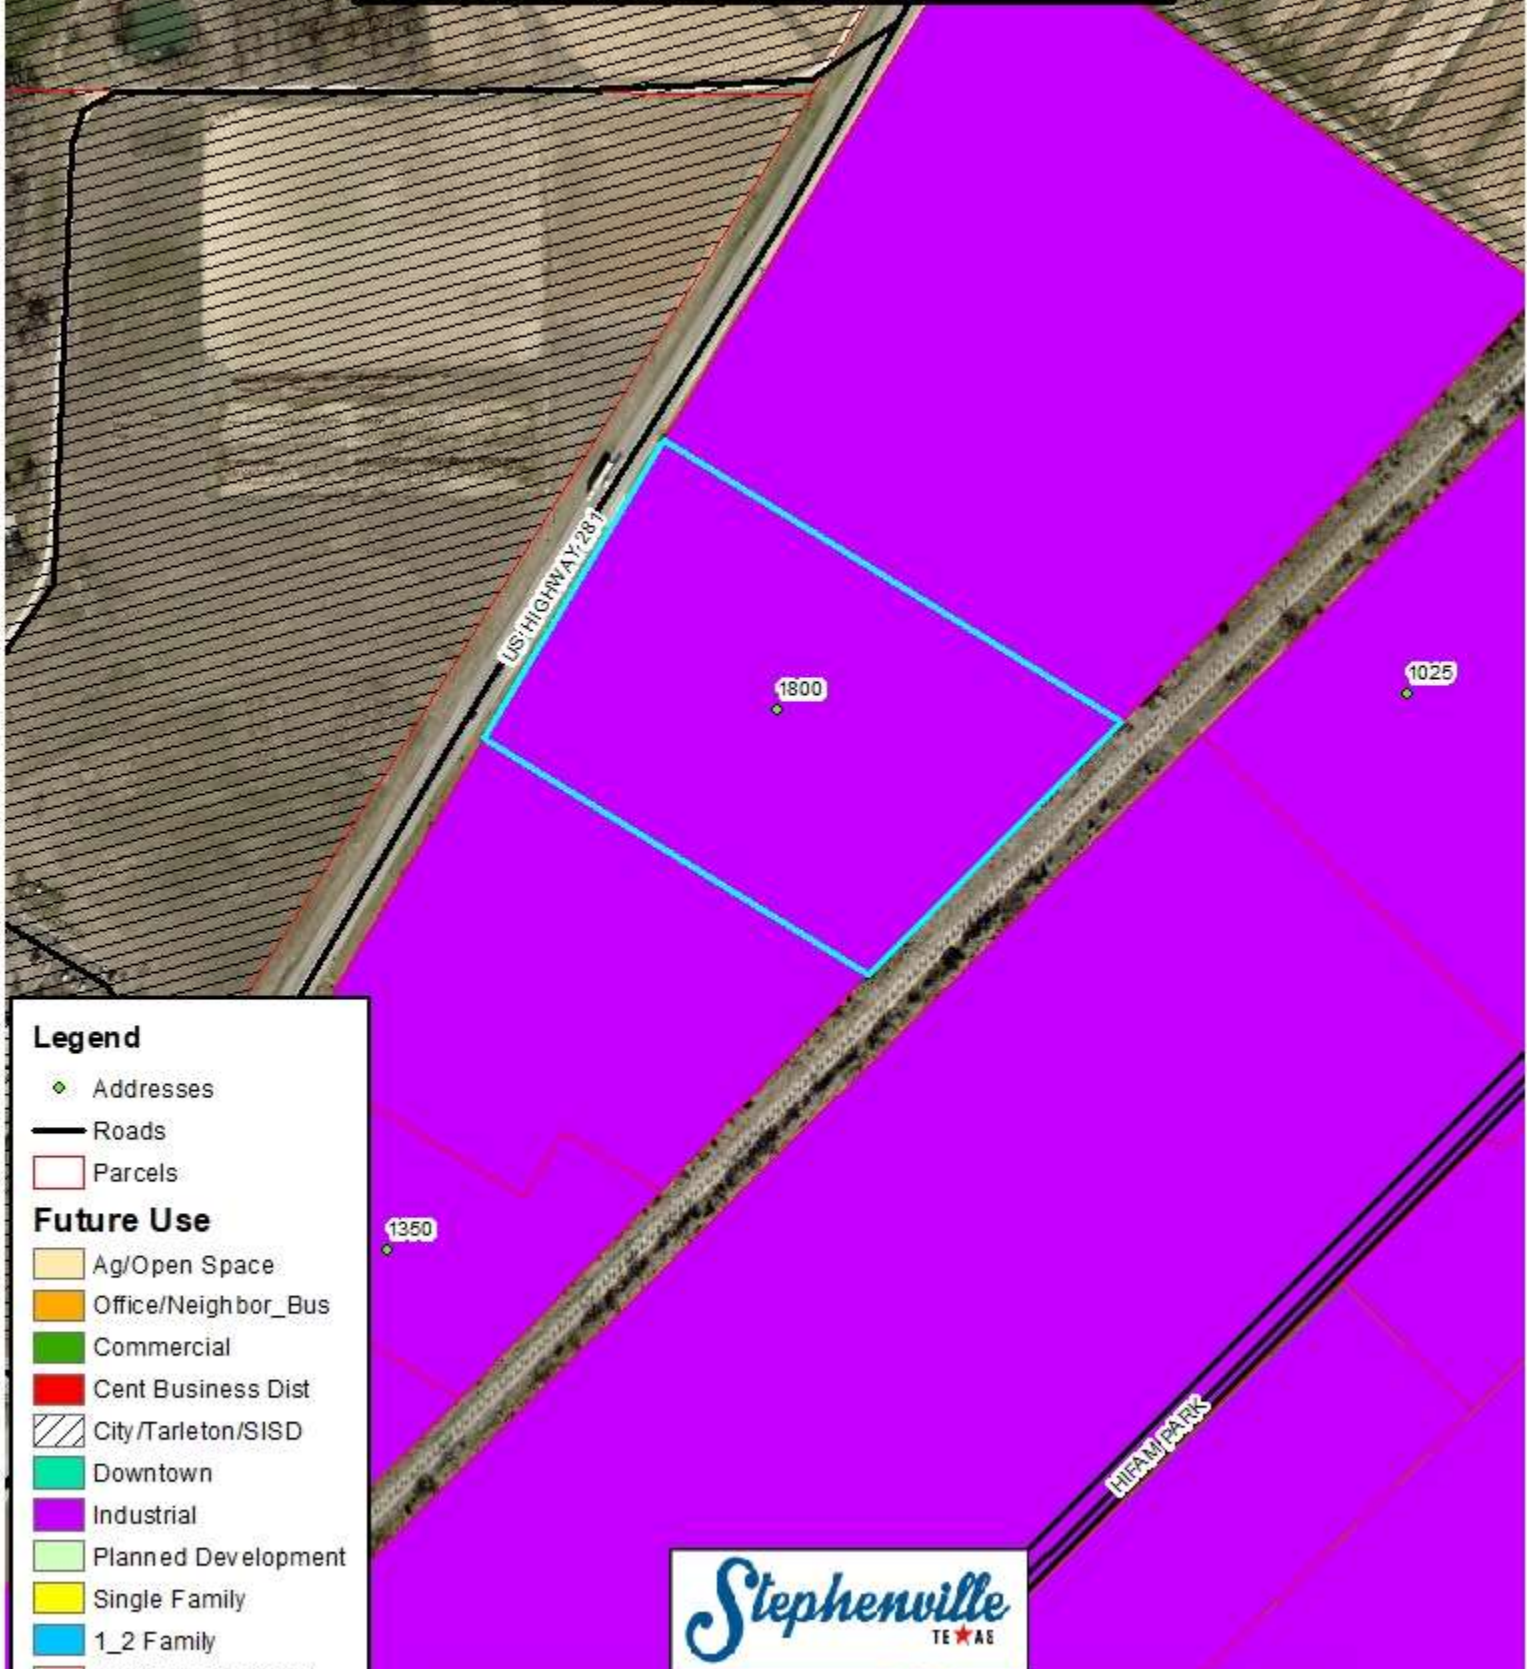 US HIGHWAY 281
1800
1025
1350
HIFAM PARK
Legend
Addresses
Roads
Parcels
Future Use
Ag/Open Space
Office/Neighbor_Bus
Commercial
Cent Business Dist
City/Tarleton/SISD
Downtown
Industrial
Planned Development
Single Family
1_2 Family
Stephenville
TEXAS